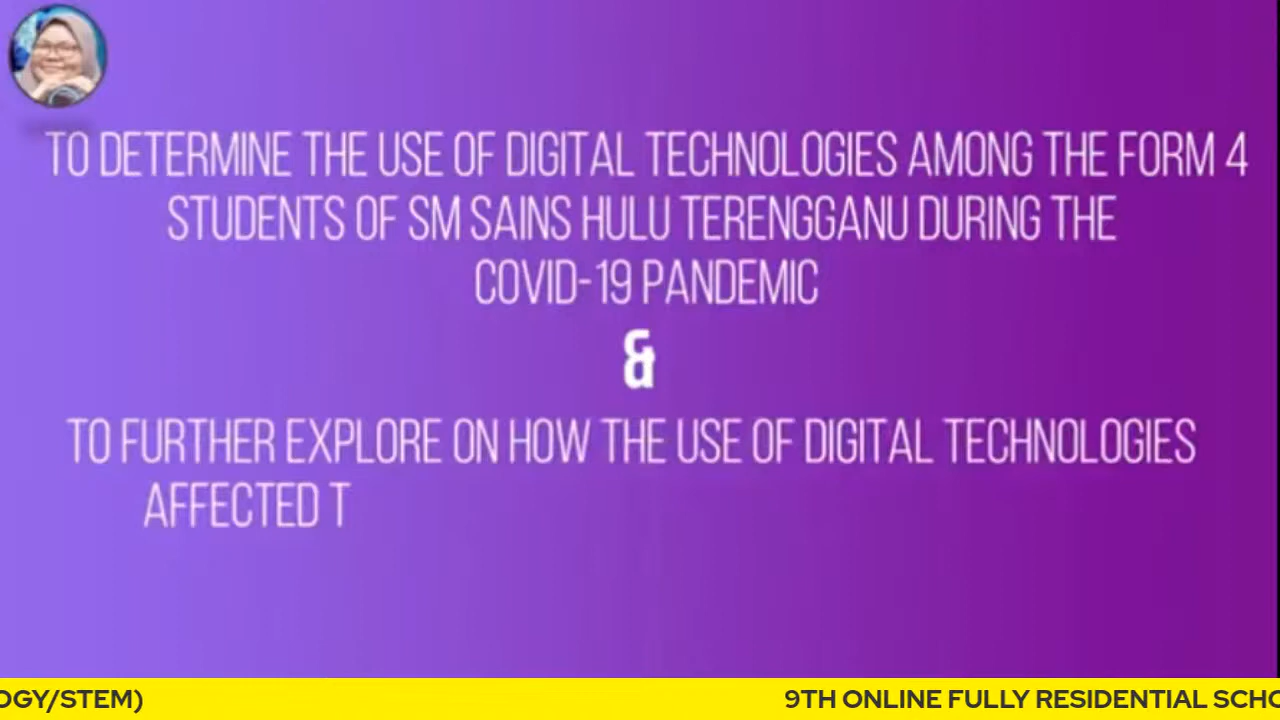 TO DETERMINE THE USE OF DIGITAL TECHNOLOGIES AMONG THE FORM 4
STUDENTS OF SM SAINS HULU TERENGGANU DURING THE
COVID-19 PANDEMIC
&
TO FURTHER EXPLORE ON HOW THE USE OF DIGITAL TECHNOLOGIES
AFFECTED T
OGY/STEM) 9TH ONLINE FULLY RESIDENTIAL SCHO